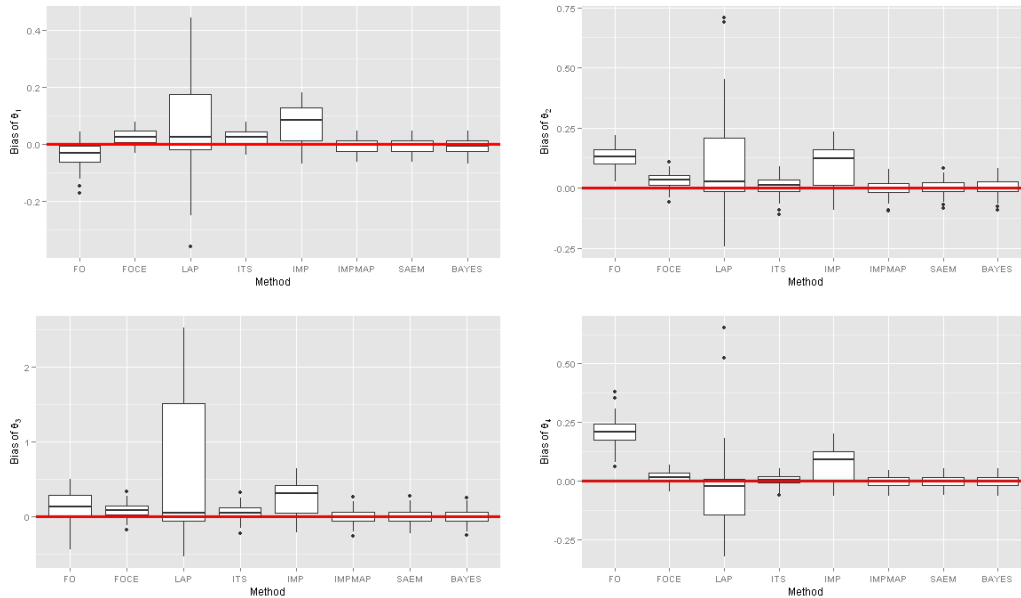 0.4
0.2
0.0
-0.2
Bias of θ1
FO FOCE LAP ITS IMP IMPMAP SAEM BAYES
Method
0.75
0.50
0.25
0.00
-0.25
Bias of θ2
FO FOCE LAP ITS IMP IMPMAP SAEM BAYES
Method
2
1
0
Bias of θ3
FO FOCE LAP ITS IMP IMPMAP SAEM BAYES
Method
0.50
0.25
0.00
-0.25
Bias of θ4
FO FOCE LAP ITS IMP IMPMAP SAEM BAYES
Method